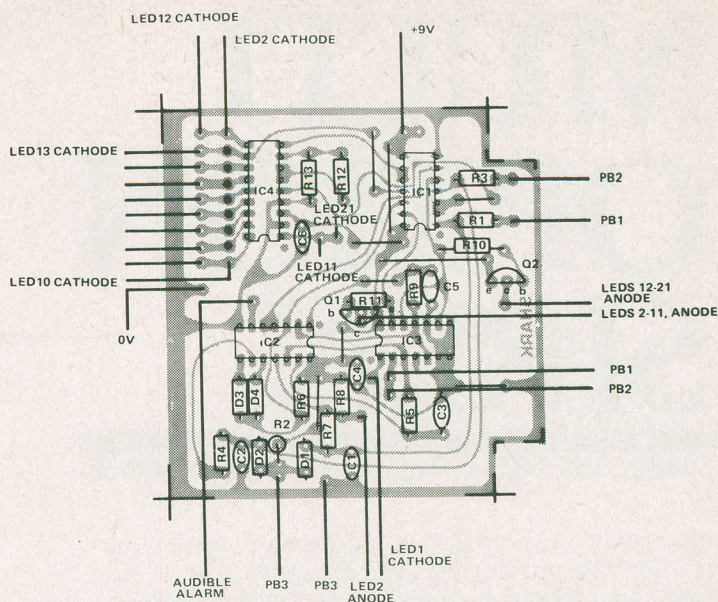 LED12 CATHODE
LED2 CATHODE
+9V
LED13 CATHODE
IC4
R13
R12
IC1
R3
PB2
LED21
CATHODE
R1
PB1
C6
R10
LED11
CATHODE
LED10 CATHODE
Q2
e c b
R9
C5
LEDS 12-21
ANODE
Q1
R11
b
e
c
LEDS 2-11, ANODE
SHARK
0V
IC2
IC3
PB1
PB2
C4
D3
D4
R6
R8
R5
C3
R2
R7
R4
C2
D2
D1
C1
LED1
CATHODE
AUDIBLE
ALARM
PB3
PB3
LED2
ANODE